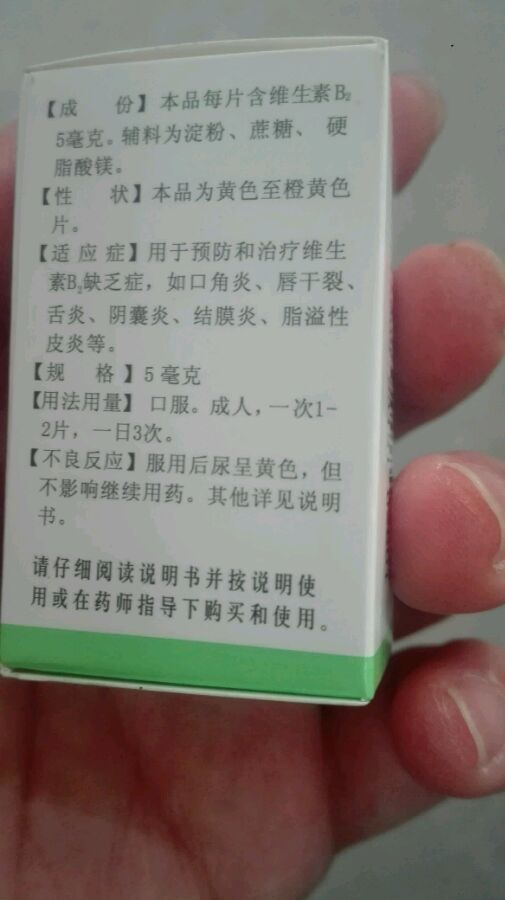 【成 份】本品每片含维生素B₂
5毫克。辅料为淀粉、蔗糖、 硬
脂酸镁。
【性 状】本品为黄色至橙黄色
片。
【适应症】用于预防和治疗维生
素B₂缺乏症，如口角炎、唇干裂、
舌炎、阴囊炎、结膜炎、脂溢性
皮炎等。
【规 格】5毫克
【用法用量】 口服。成人，一次1-
2片，一日3次。
【不良反应】服用后尿呈黄色，但
不影响继续用药。其他详见说明
书。
请仔细阅读说明书并按说明使
用或在药师指导下购买和使用。